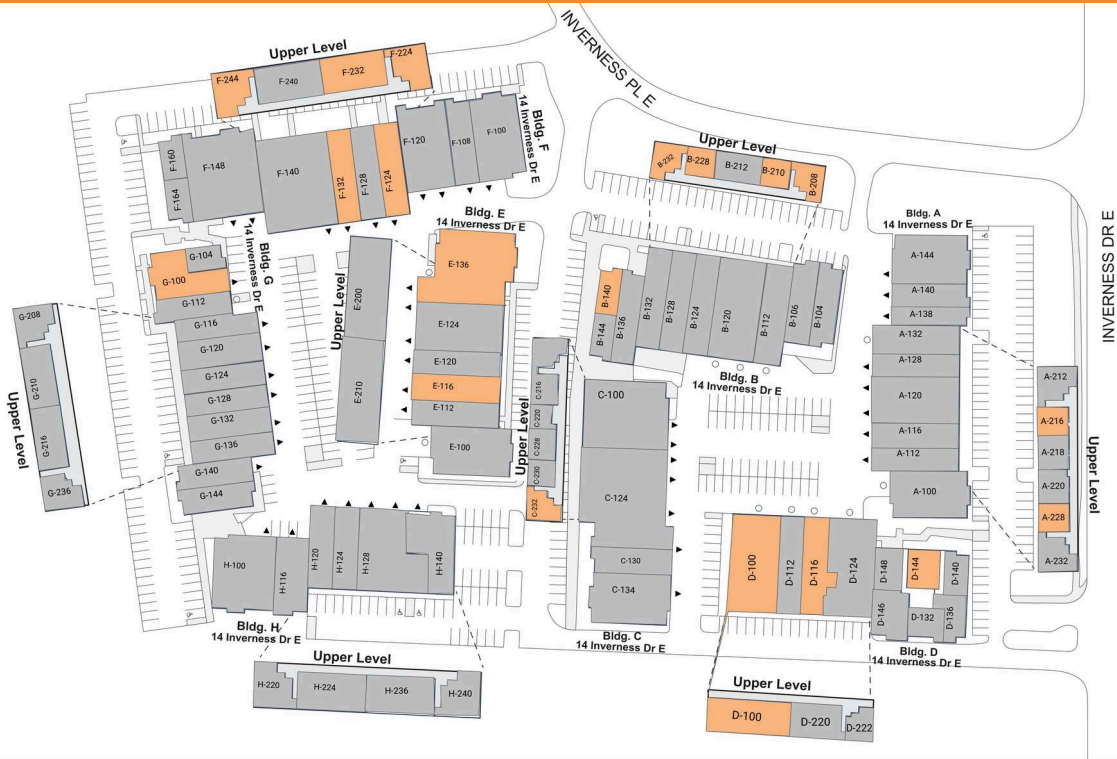 INVERNESS PL E
INVERNESS DR E
Upper Level
F-244
F-240
F-232
F-224
F-160
F-164
F-148
F-140
F-132
F-128
F-124
F-120
F-108
F-100
Bldg. F
14 Inverness Dr E
Upper Level
B-232
B-228
B-212
B-210
B-208
B-140
B-144
B-136
B-132
B-128
B-124
B-120
B-112
B-106
B-104
Bldg. B
14 Inverness Dr E
Bldg. A
14 Inverness Dr E
A-144
A-140
A-138
A-132
A-128
A-120
A-116
A-112
A-100
A-212
A-216
A-218
A-220
A-228
A-232
Upper Level
Bldg. G
14 Inverness Dr E
G-104
G-100
G-112
G-116
G-120
G-124
G-128
G-132
G-136
G-140
G-144
G-208
G-210
G-216
G-236
Upper Level
Bldg. E
14 Inverness Dr E
E-136
E-124
E-120
E-116
E-112
E-100
E-200
E-210
Upper Level
C-216
C-220
C-228
C-230
C-232
Upper Level
C-100
C-124
C-130
C-134
Bldg. C
14 Inverness Dr E
H-100
H-116
H-120
H-124
H-128
H-140
Bldg. H
14 Inverness Dr E
Upper Level
H-220
H-224
H-236
H-240
D-100
D-112
D-116
D-124
D-148
D-144
D-140
D-146
D-132
D-136
Bldg. D
14 Inverness Dr E
Upper Level
D-100
D-220
D-222